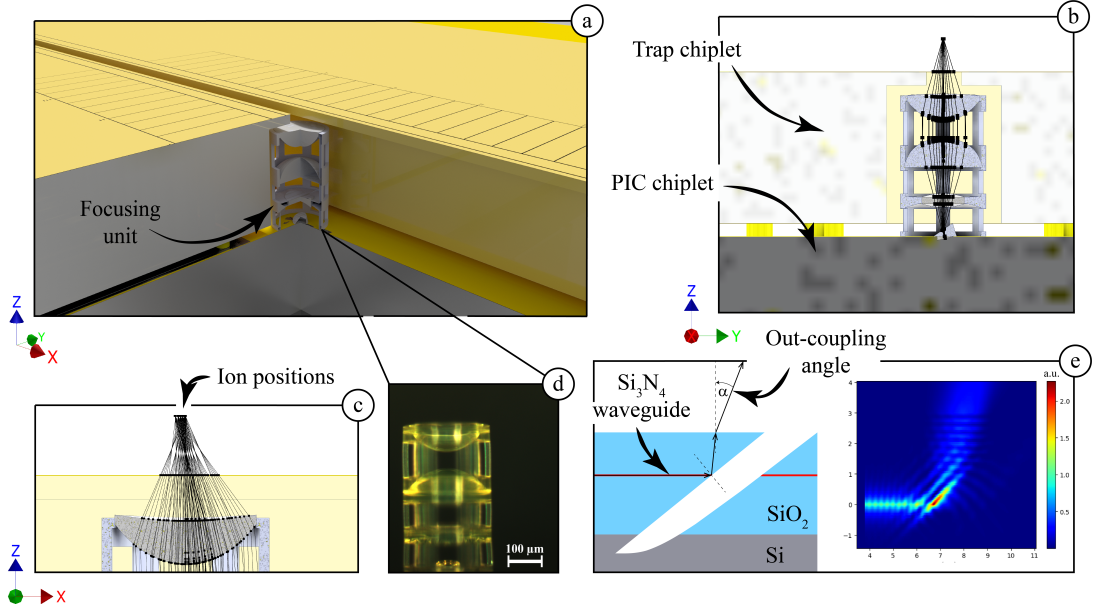 a
Focusing
unit
Z
Y
X
b
Trap chiplet
PIC chiplet
Z
Y
X
c
Ion positions
Z
X
d
100 µm
e
Out-coupling
angle
α
Si₃N₄
waveguide
SiO₂
Si
a.u.
4
3
2
1
0
−1
4
5
6
7
8
9
10
11
2.0
1.5
1.0
0.5